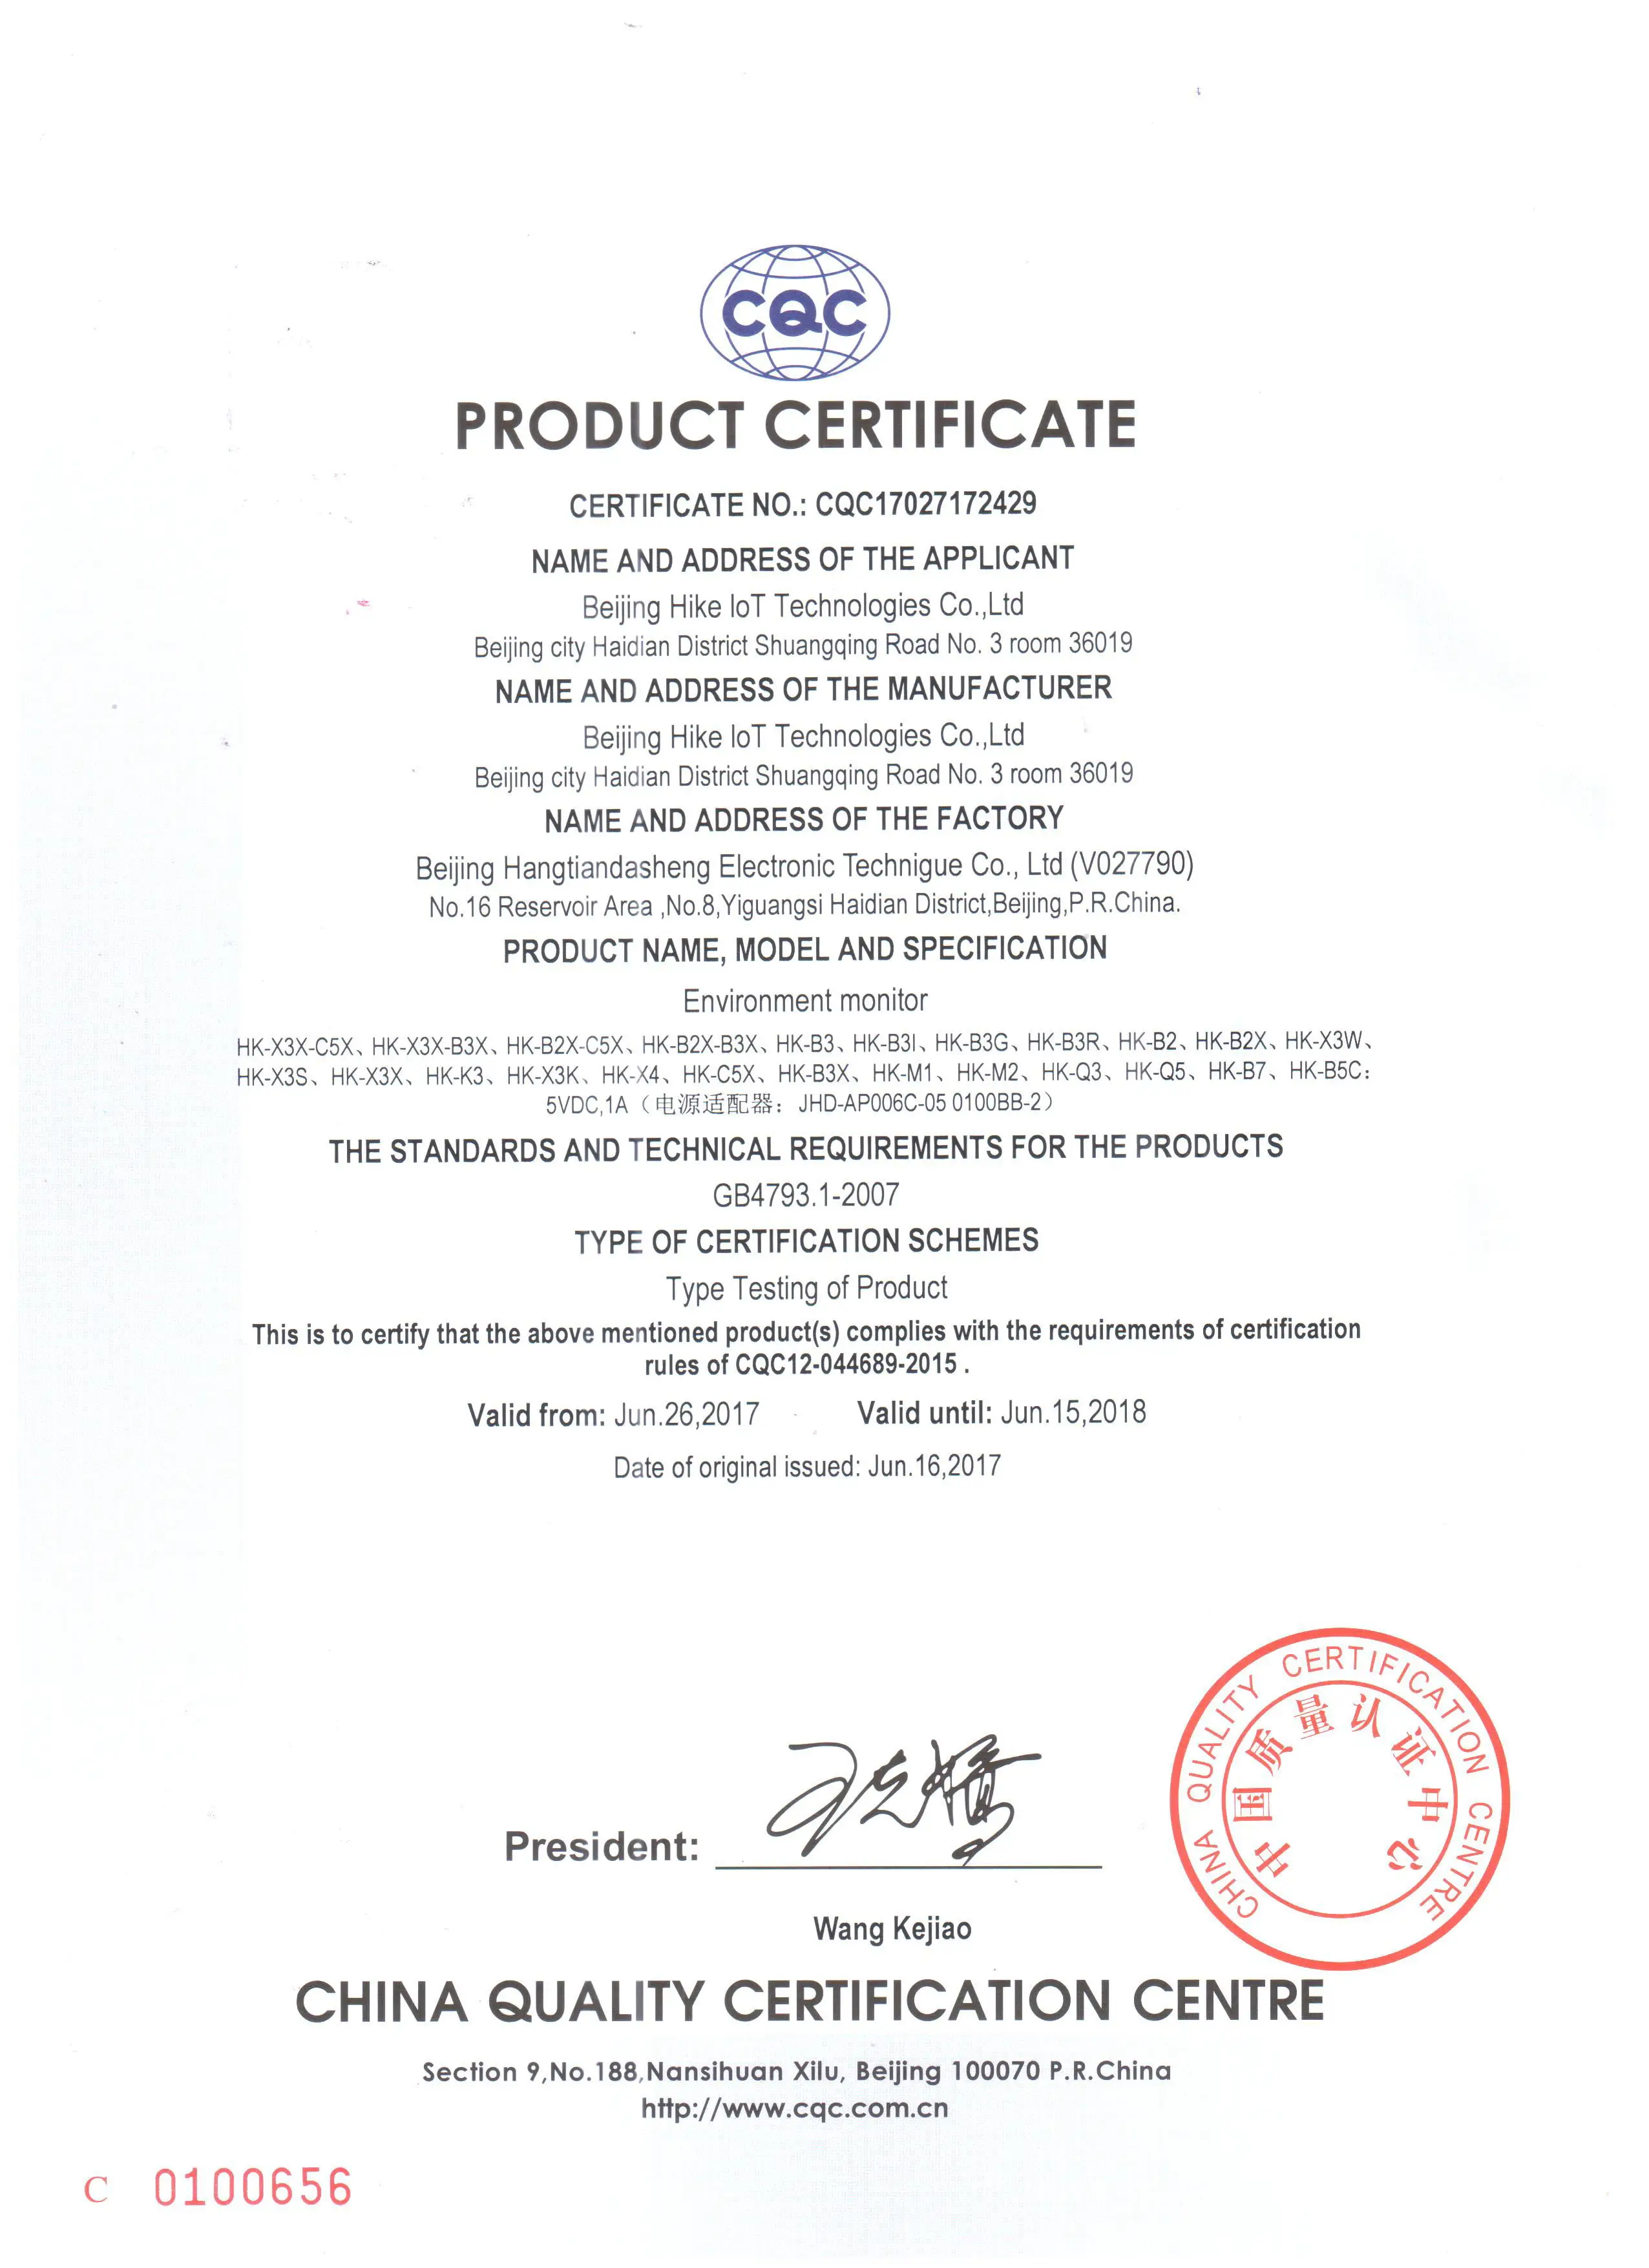 CQC
PRODUCT CERTIFICATE
CERTIFICATE NO.: CQC17027172429
NAME AND ADDRESS OF THE APPLICANT
Beijing Hike IoT Technologies Co.,Ltd
Beijing city Haidian District Shuangqing Road No. 3 room 36019
NAME AND ADDRESS OF THE MANUFACTURER
Beijing Hike IoT Technologies Co.,Ltd
Beijing city Haidian District Shuangqing Road No. 3 room 36019
NAME AND ADDRESS OF THE FACTORY
Beijing Hangtiandasheng Electronic Technigue Co., Ltd (V027790)
No.16 Reservoir Area ,No.8,Yiguangsi Haidian District,Beijing,P.R.China.
PRODUCT NAME, MODEL AND SPECIFICATION
Environment monitor
HK-X3X-C5X、HK-X3X-B3X、HK-B2X-C5X、HK-B2X-B3X、HK-B3、HK-B3I、HK-B3G、HK-B3R、HK-B2、HK-B2X、HK-X3W、
HK-X3S、HK-X3X、HK-K3、HK-X3K、HK-X4、HK-C5X、HK-B3X、HK-M1、HK-M2、HK-Q3、HK-Q5、HK-B7、HK-B5C：
5VDC,1A（电源适配器：JHD-AP006C-05 0100BB-2）
THE STANDARDS AND TECHNICAL REQUIREMENTS FOR THE PRODUCTS
GB4793.1-2007
TYPE OF CERTIFICATION SCHEMES
Type Testing of Product
This is to certify that the above mentioned product(s) complies with the requirements of certification
rules of CQC12-044689-2015 .
Valid from: Jun.26,2017 Valid until: Jun.15,2018
Date of original issued: Jun.16,2017
CHINA QUALITY CERTIFICATION CENTRE
中国质量认证中心
President:
Wang Kejiao
CHINA QUALITY CERTIFICATION CENTRE
Section 9,No.188,Nansihuan Xilu, Beijing 100070 P.R.China
http://www.cqc.com.cn
C 0100656